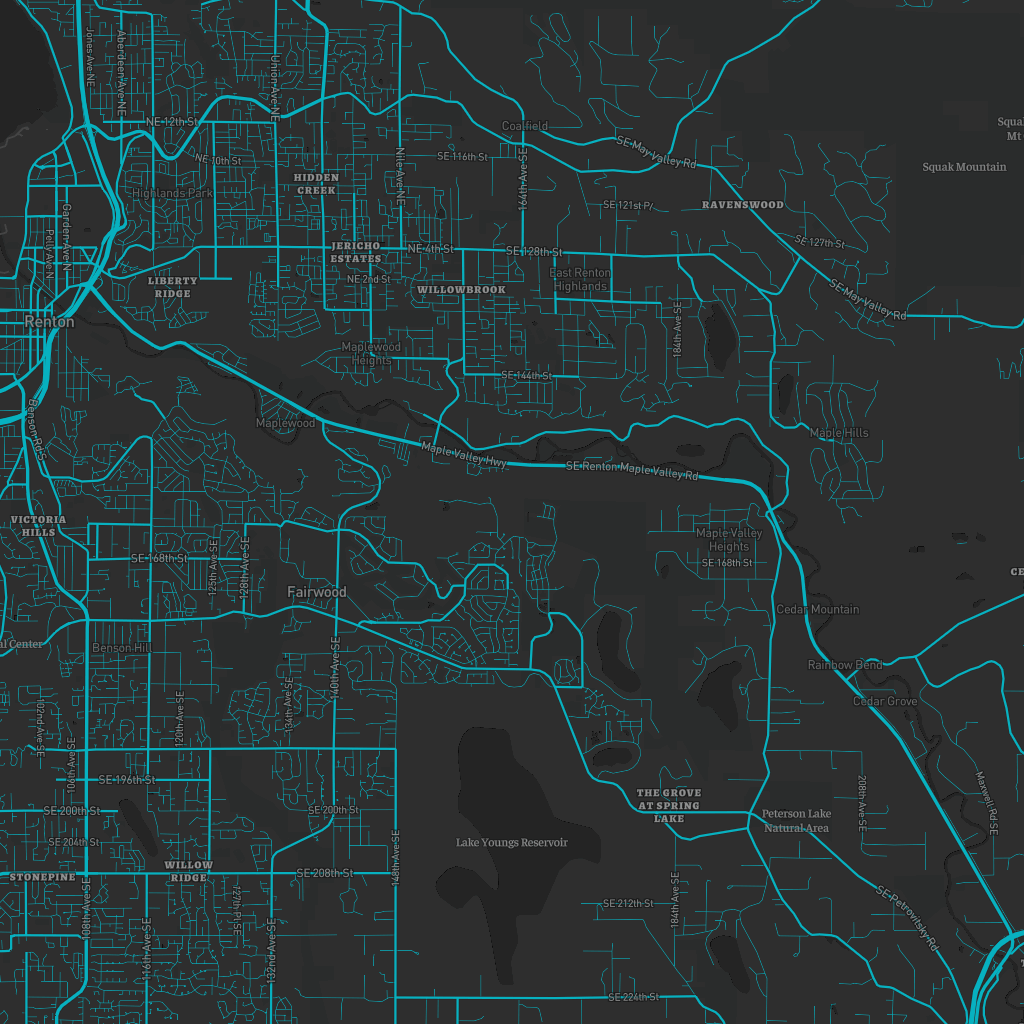 Jones Ave NE
Aberdeen Ave NE
Union Ave NE
NE 12th St
NE 10th St
Coalfield
SE May Valley Rd
SE 116th St
164th Ave SE
Nile Ave NE
Squak Mountain
HIDDEN
CREEK
Highlands Park
SE 121st Pl
RAVENSWOOD
Garden Ave N
Pelly Ave N
JERICHO
ESTATES
NE 4th St
SE 128th St
SE 127th St
LIBERTY
RIDGE
NE 2nd St
WILLOWBROOK
East Renton
Highlands
SE May Valley Rd
Renton
184th Ave SE
Maplewood
Heights
SE 144th St
Benson Rd S
Maplewood
Maple Hills
Maple Valley Hwy
SE Renton Maple Valley Rd
VICTORIA
HILLS
Maple Valley
Heights
SE 168th St
SE 168th St
125th Ave SE
128th Ave SE
Fairwood
Cedar Mountain
al Center
Benson Hill
140th Ave SE
Rainbow Bend
134th Ave SE
Cedar Grove
102nd Ave SE
120th Ave SE
106th Ave SE
SE 196th St
THE GROVE
AT SPRING
LAKE
208th Ave SE
Maxwell Rd SE
SE 200th St
SE 200th St
Peterson Lake
Natural Area
SE 204th St
Lake Youngs Reservoir
148th Ave SE
WILLOW
RIDGE
STONEPINE
SE 208th St
108th Ave SE
127th Pl SE
184th Ave SE
SE 212th St
SE Petrovitsky Rd
116th Ave SE
132nd Ave SE
SE 224th St